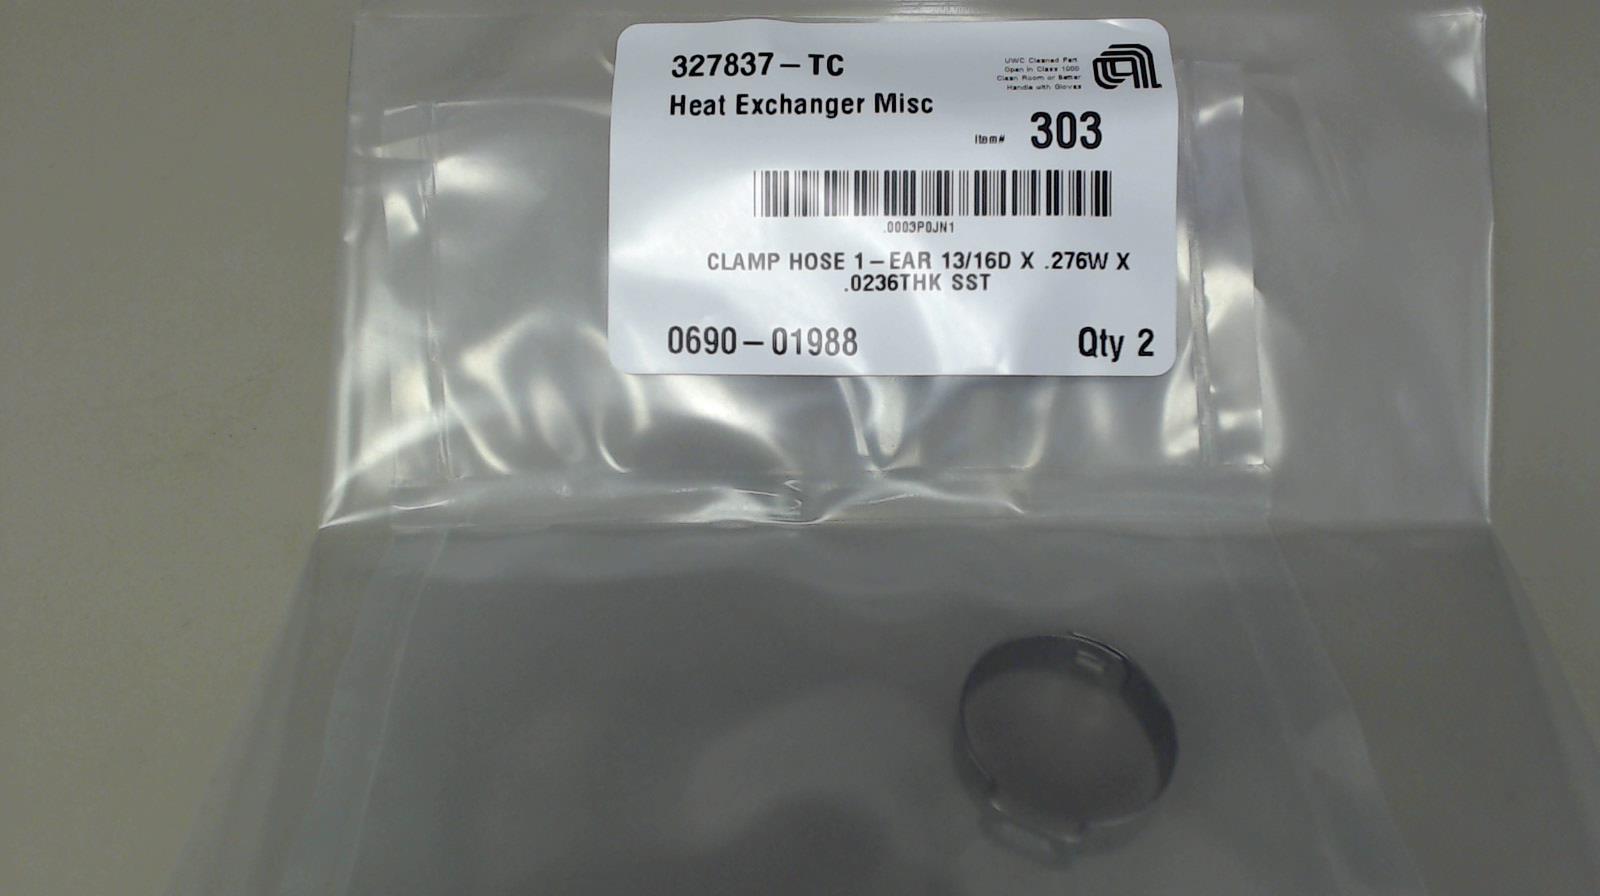 327837-TC
UWC Cleaned Part
Open in Class 1000
Clean Room or Better
Handle with Gloves
Heat Exchanger Misc
Item# 303
.0003P0JN1
CLAMP HOSE 1-EAR 13/16D X .276W X
.0236THK SST
0690-01988 Qty 2